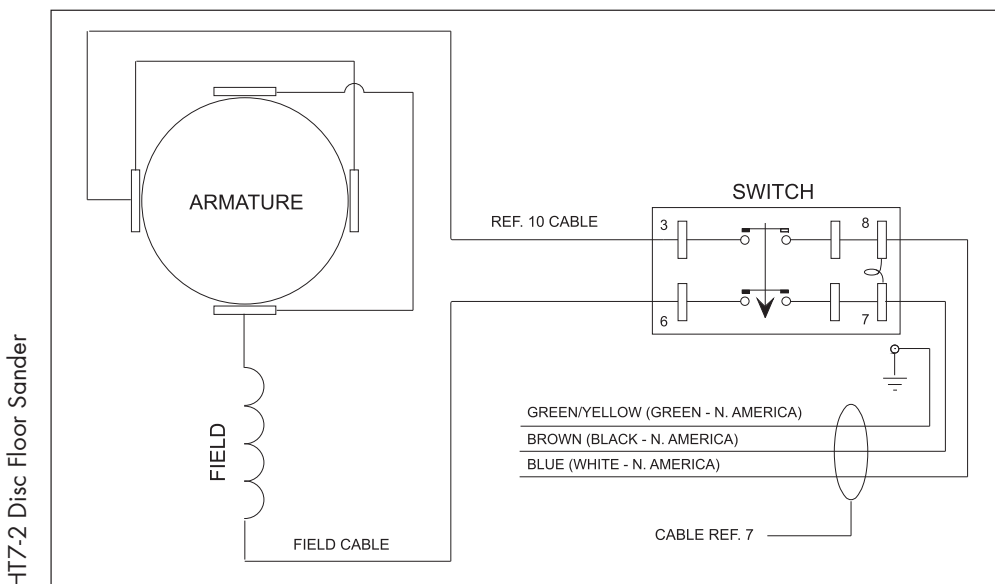 HT7-2 Disc Floor Sander
ARMATURE
SWITCH
REF. 10 CABLE
3
8
6
7
GREEN/YELLOW (GREEN - N. AMERICA)
BROWN (BLACK - N. AMERICA)
BLUE (WHITE - N. AMERICA)
FIELD
FIELD CABLE
CABLE REF. 7